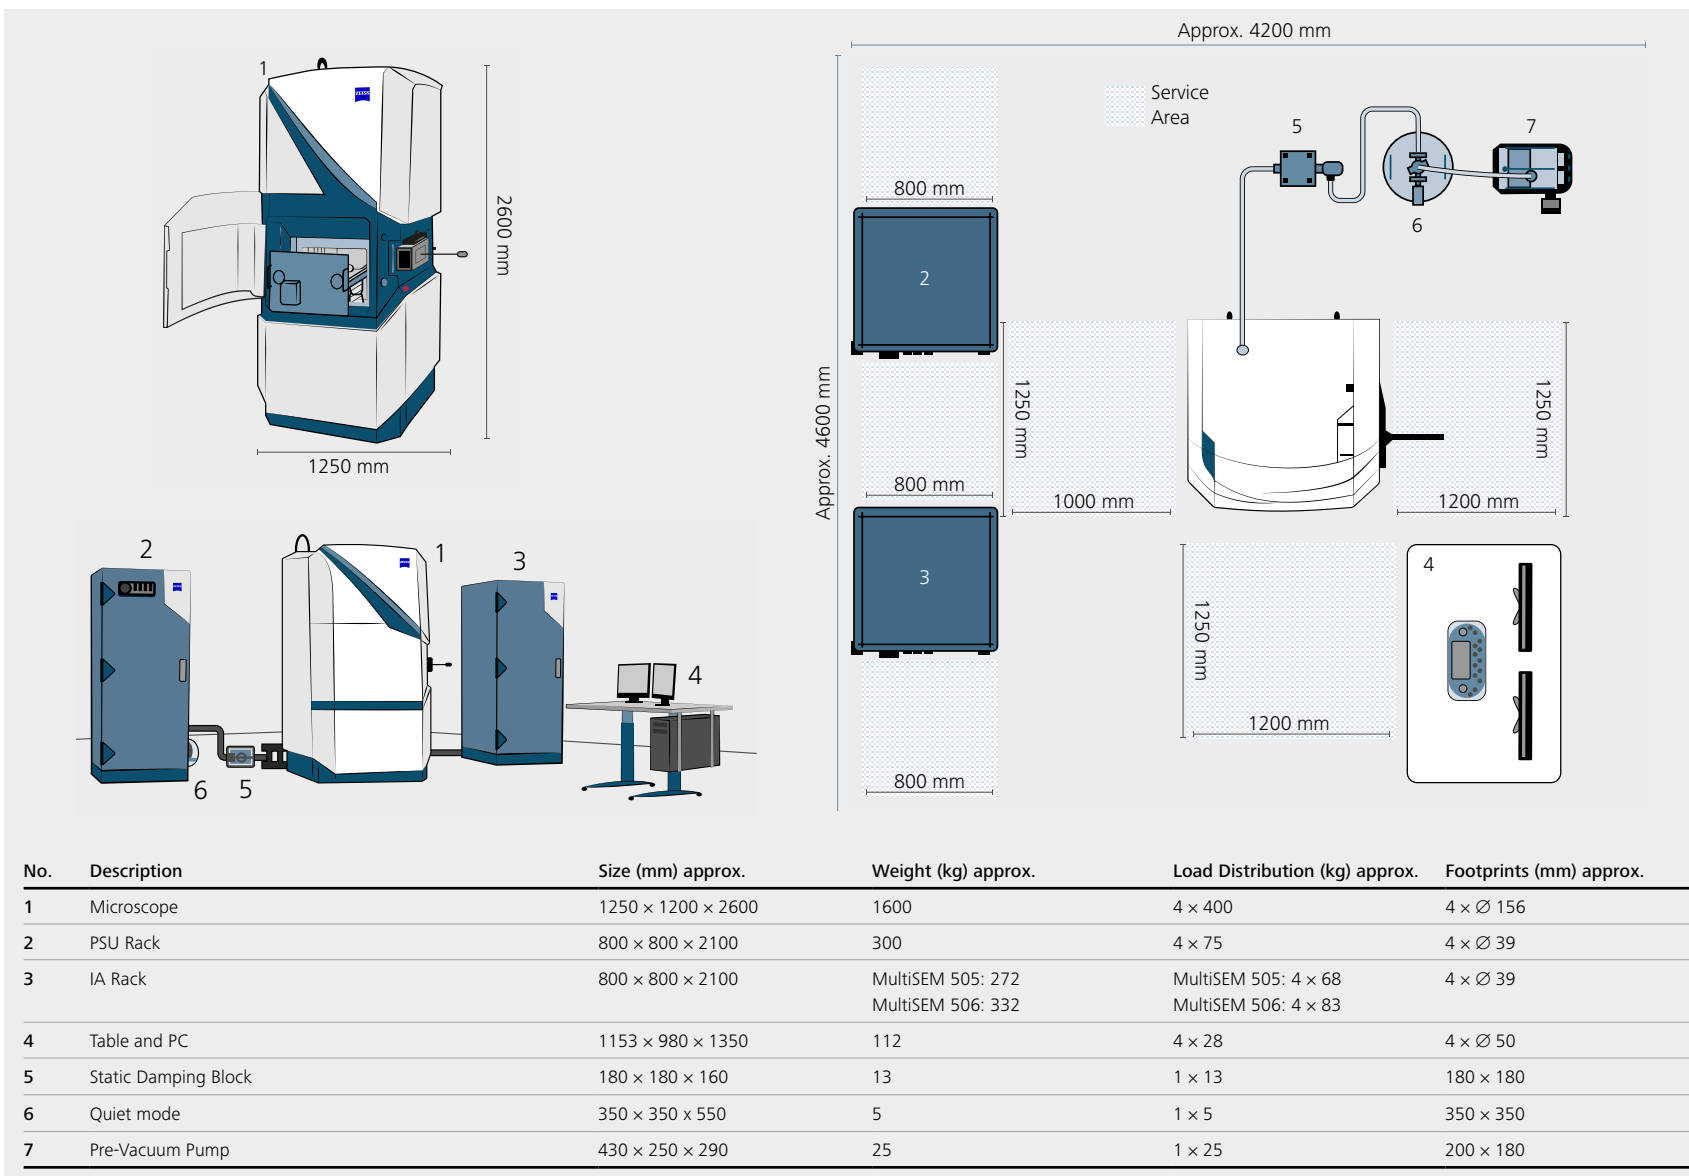 1
ZEISS
2600 mm
1250 mm
2
1
3
4
6
5
ZEISS
ZEISS
ZEISS
Approx. 4200 mm
Approx. 4600 mm
Service
Area
5
7
6
800 mm
2
1250 mm
1250 mm
800 mm
1000 mm
1200 mm
3
4
1250 mm
1200 mm
800 mm
No. Description Size (mm) approx. Weight (kg) approx. Load Distribution (kg) approx. Footprints (mm) approx.
1 Microscope 1250 × 1200 × 2600 1600 4 × 400 4 × ∅ 156
2 PSU Rack 800 × 800 × 2100 300 4 × 75 4 × ∅ 39
3 IA Rack 800 × 800 × 2100 MultiSEM 505: 272 MultiSEM 505: 4 × 68 4 × ∅ 39
MultiSEM 506: 332 MultiSEM 506: 4 × 83
4 Table and PC 1153 × 980 × 1350 112 4 × 28 4 × ∅ 50
5 Static Damping Block 180 × 180 × 160 13 1 × 13 180 × 180
6 Quiet mode 350 × 350 x 550 5 1 × 5 350 × 350
7 Pre-Vacuum Pump 430 × 250 × 290 25 1 × 25 200 × 180